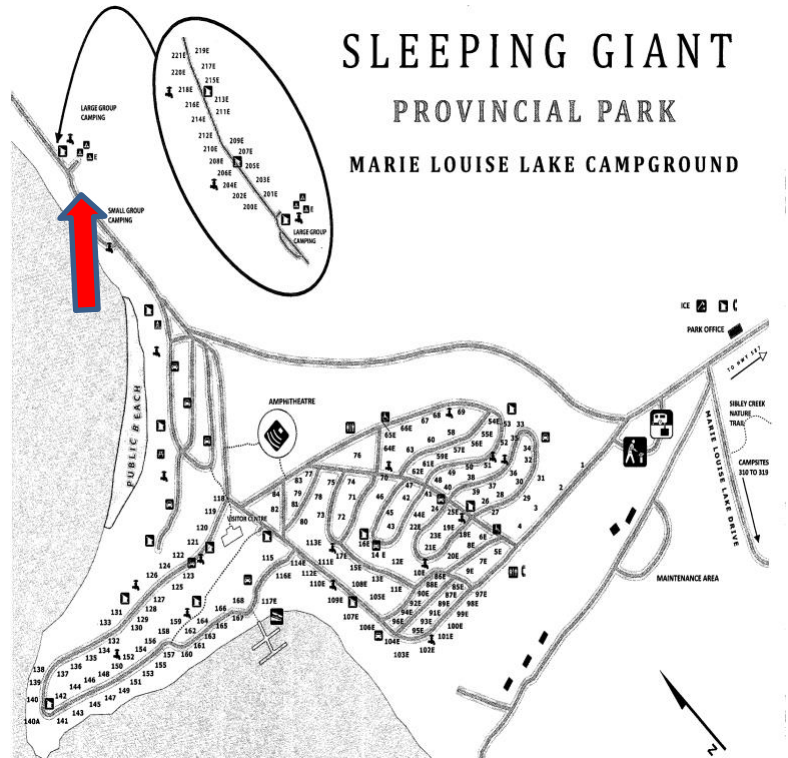 SLEEPING GIANT
PROVINCIAL PARK
MARIE LOUISE LAKE CAMPGROUND
LARGE GROUP
CAMPING
E
SMALL GROUP
CAMPING
221E
219E
220E
217E
218E
215E
216E
213E
214E
211E
212E
209E
210E
207E
208E
205E
206E
203E
204E
201E
202E
200E
E
LARGE GROUP
CAMPING
ICE
PARK OFFICE
TO HWY 587
SIBLEY CREEK
NATURE
TRAIL
CAMPSITES
310 TO 319
MARIE LOUISE LAKE DRIVE
MAINTENANCE AREA
PUBLIC BEACH
AMPHITHEATRE
VISITOR CENTRE
69
68
67
66E
65E
64E
63
62E
61E
60
59E
58
57E
56E
55E
54E
53
52
51
50
49
48
47
46
45
43
42
41
40
39
38
37
36
35
34
33
32
31
30
29
28
27
26
25E
24
23E
22E
21E
20E
19E
18E
17E
16E
15E
14 E
13E
12E
11E
10E
9E
8E
7E
6E
5E
4
3
2
1
70
71
72
73
74
75
76
77
78
79
80
81
82
83
84
85E
86E
87E
88E
89E
90E
91E
92E
93E
94E
95E
96E
97E
98E
99E
100E
101E
102E
103E
104E
105E
107E
108E
109E
110E
111E
112E
113E
114E
115
116E
117E
118
119
120
121
122
123
124
125
126
127
128
129
130
131
132
133
134
135
136
137
138
139
140
140A
141
142
143
144
145
146
147
148
149
150
151
152
153
154
155
156
157
158
159
160
161
162
163
164
165
166
167
168
N